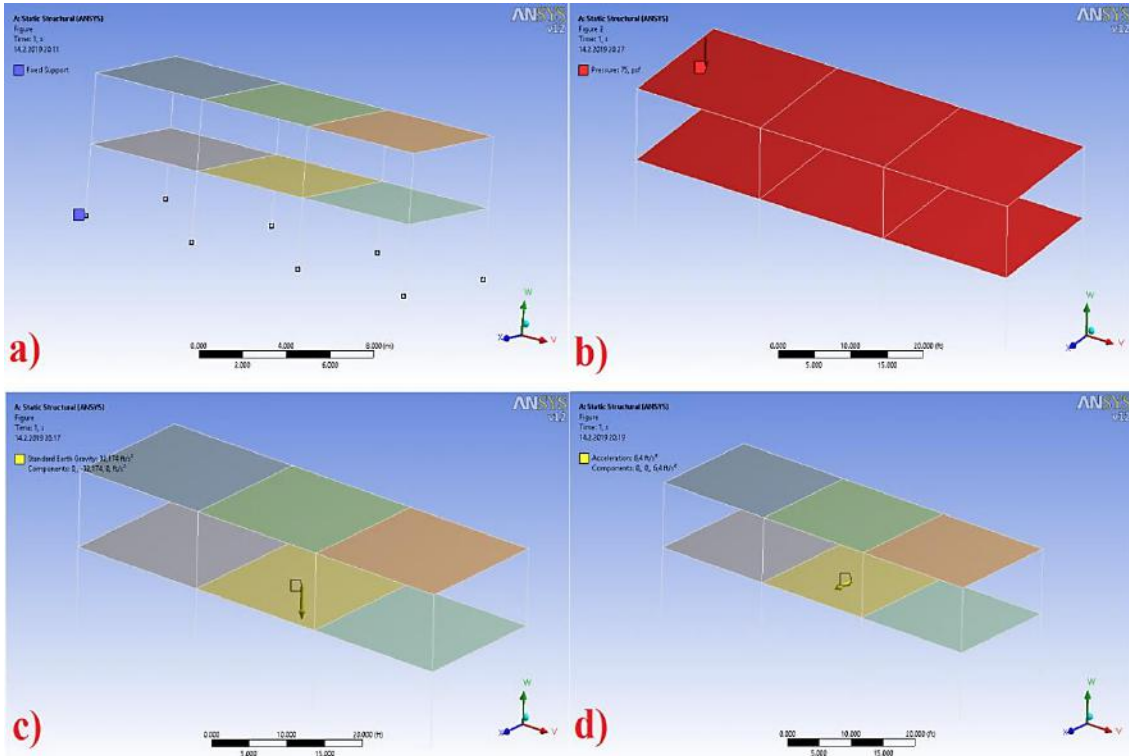 A: Static Structural (ANSYS)
Figure
Time: 1, s
14.2.2019 20:11
Fixed Support
ANSYS
v12
W
X
V
0.000 4.000 8.000 (m)
2.000 6.000
a)
A: Static Structural (ANSYS)
Figure 2
Time: 1, s
14.2.2019 20:27
Pressure: 75, psf
ANSYS
v12
W
X
V
0.000 10.000 20.000 (ft)
5.000 15.000
b)
A: Static Structural (ANSYS)
Figure
Time: 1, s
14.2.2019 20:17
Standard Earth Gravity: 32,174 ft/s²
Components: 0, -32,174, 0, ft/s²
ANSYS
v12
W
X
V
0.000 10.000 20.000 (ft)
5.000 15.000
c)
A: Static Structural (ANSYS)
Figure
Time: 1, s
14.2.2019 20:19
Acceleration: 6,4 ft/s²
Components: 0, 0, 6,4 ft/s²
ANSYS
v12
W
X
V
0.000 10.000 20.000 (ft)
5.000 15.000
d)